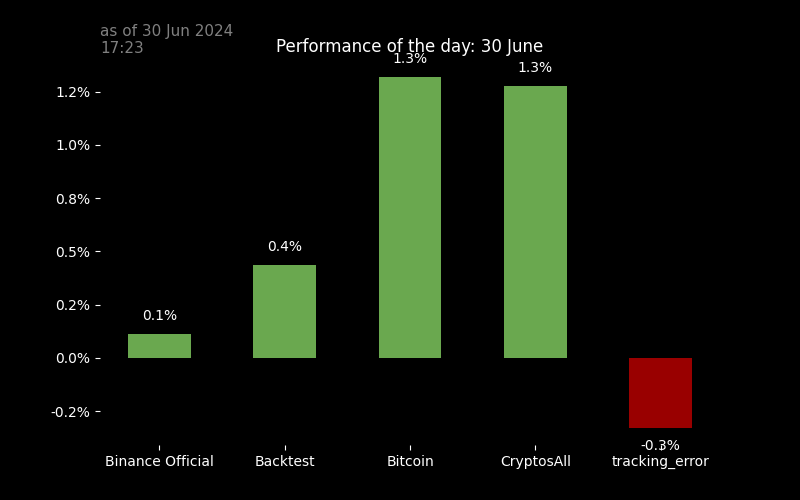 as of 30 Jun 2024
17:23
Performance of the day: 30 June
1.2%
1.0%
0.8%
0.5%
0.2%
0.0%
-0.2%
0.1%
0.4%
1.3%
1.3%
-0.3%
Binance Official
Backtest
Bitcoin
CryptosAll
tracking_error